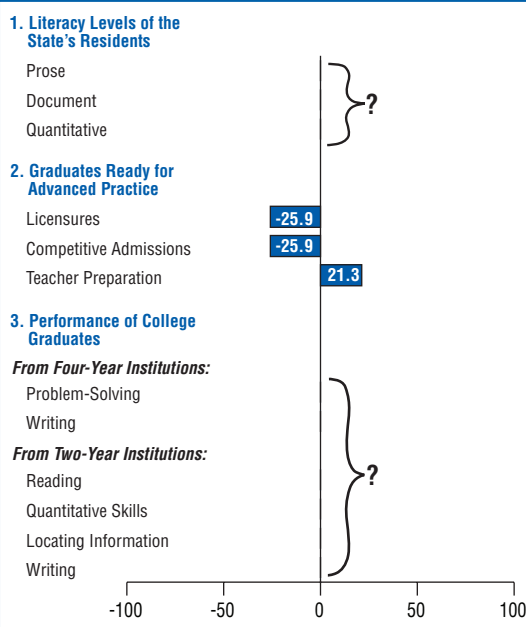 1. Literacy Levels of the
State’s Residents
Prose
Document
?
Quantitative
2. Graduates Ready for
Advanced Practice
Licensures
-25.9
Competitive Admissions
-25.9
Teacher Preparation
21.3
3. Performance of College
Graduates
From Four-Year Institutions:
Problem-Solving
Writing
From Two-Year Institutions:
Reading
?
Quantitative Skills
Locating Information
Writing
-100
-50
0
50
100